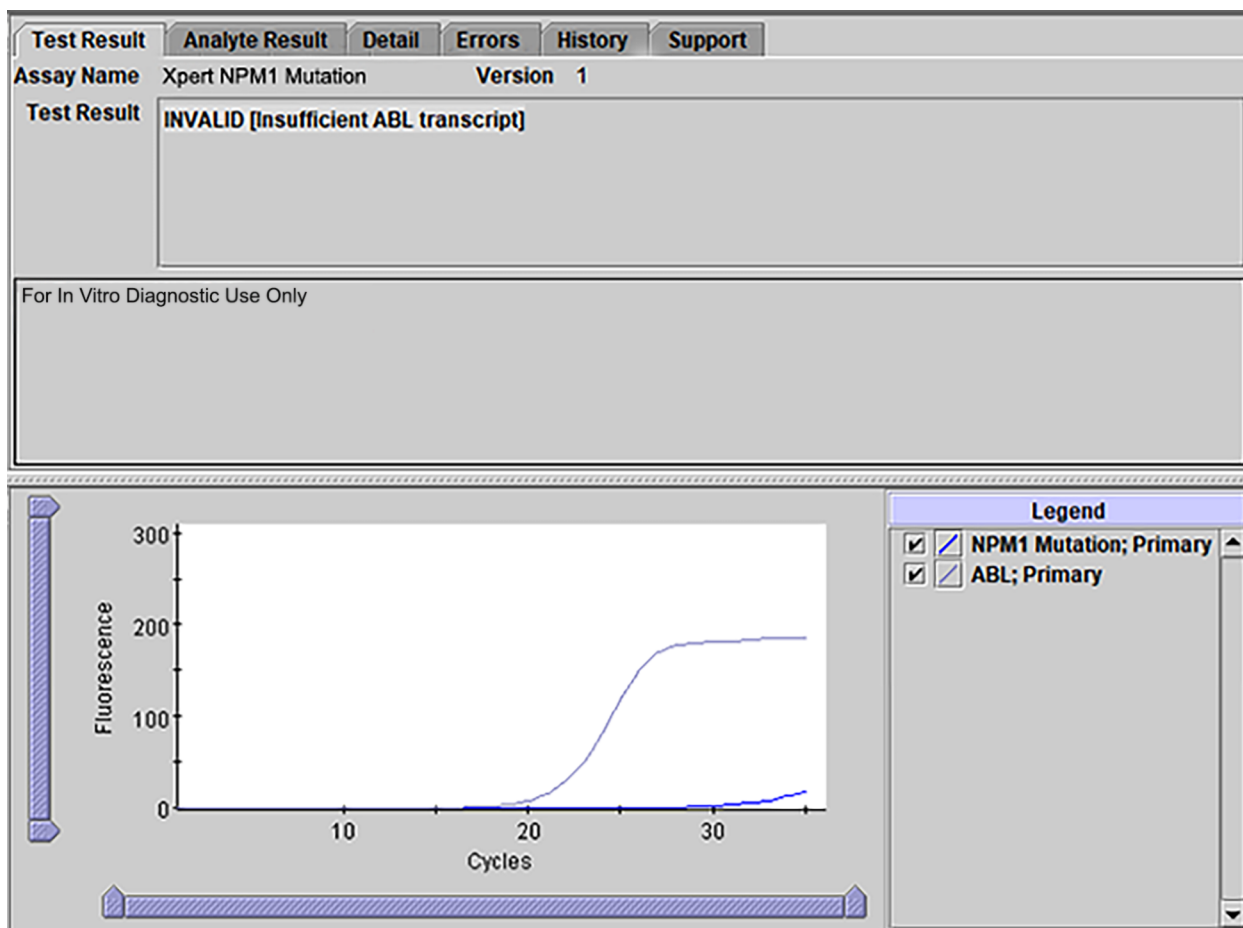 Test Result Analyte Result Detail Errors History Support
Assay Name Xpert NPM1 Mutation Version 1
Test Result INVALID [Insufficient ABL transcript]
For In Vitro Diagnostic Use Only
300
200
100
0
Fluorescence
10 20 30
Cycles
Legend
NPM1 Mutation; Primary
ABL; Primary